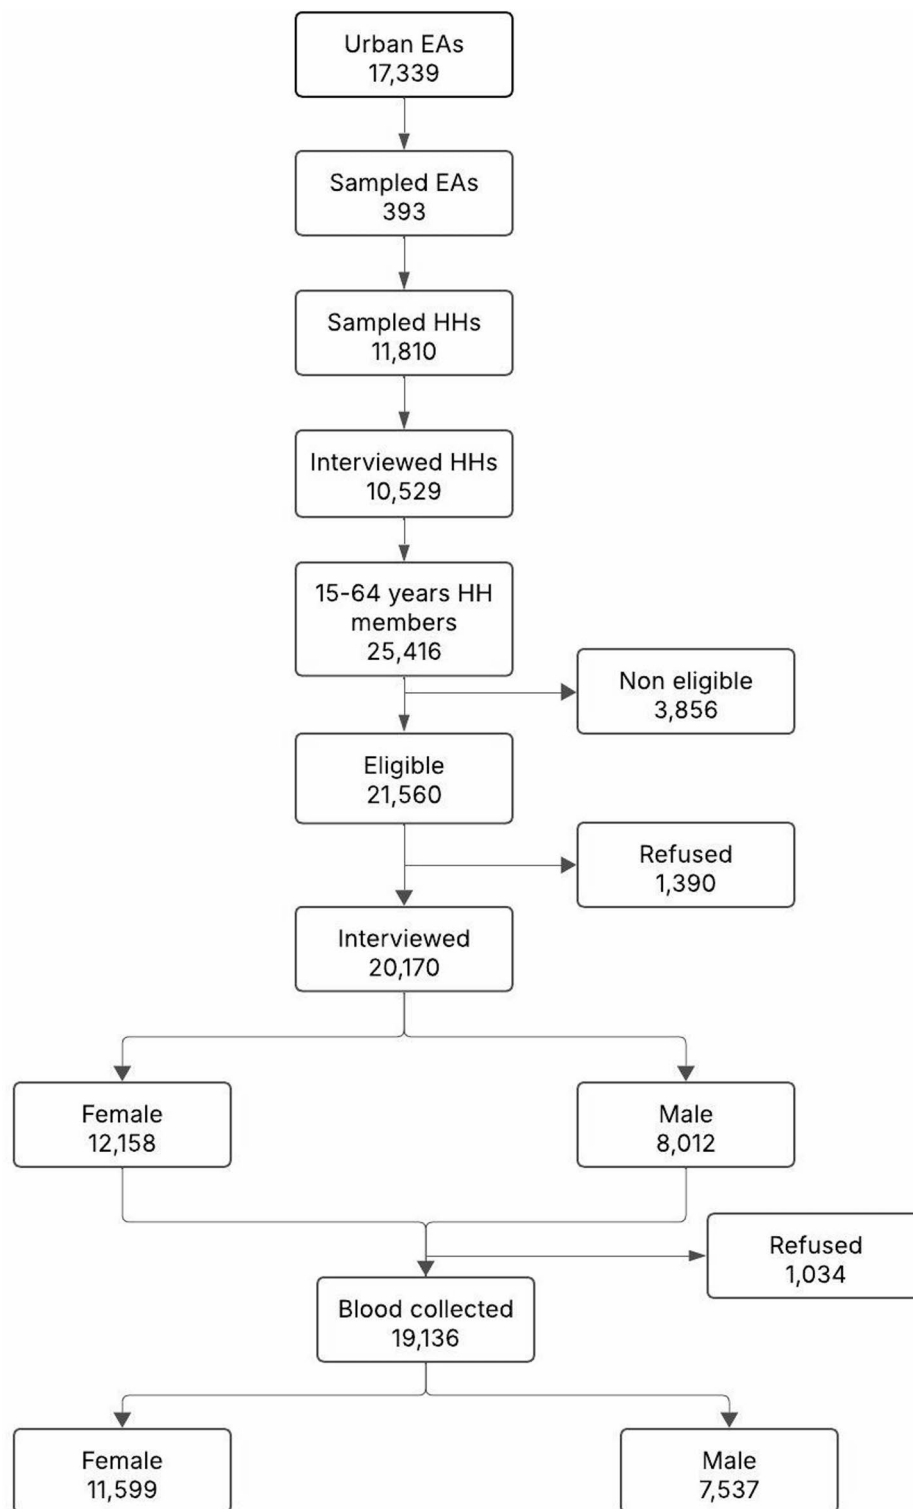 Urban EAs
17,339
Sampled EAs
393
Sampled HHs
11,810
Interviewed HHs
10,529
15-64 years HH
members
25,416
Non eligible
3,856
Eligible
21,560
Refused
1,390
Interviewed
20,170
Female
12,158
Male
8,012
Refused
1,034
Blood collected
19,136
Female
11,599
Male
7,537